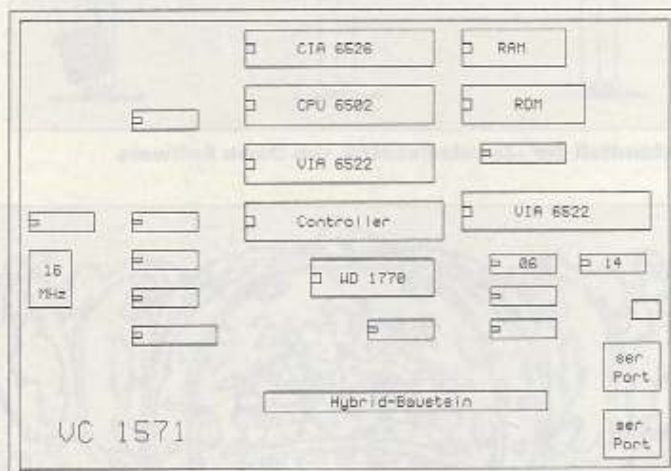 CIA 6526
RAM
CPU 6502
ROM
VIA 6522
Controller
VIA 6522
16
MHz
WD 1770
06
14
ser
Port
Hybrid-Baustein
VC 1571
ser.
Port